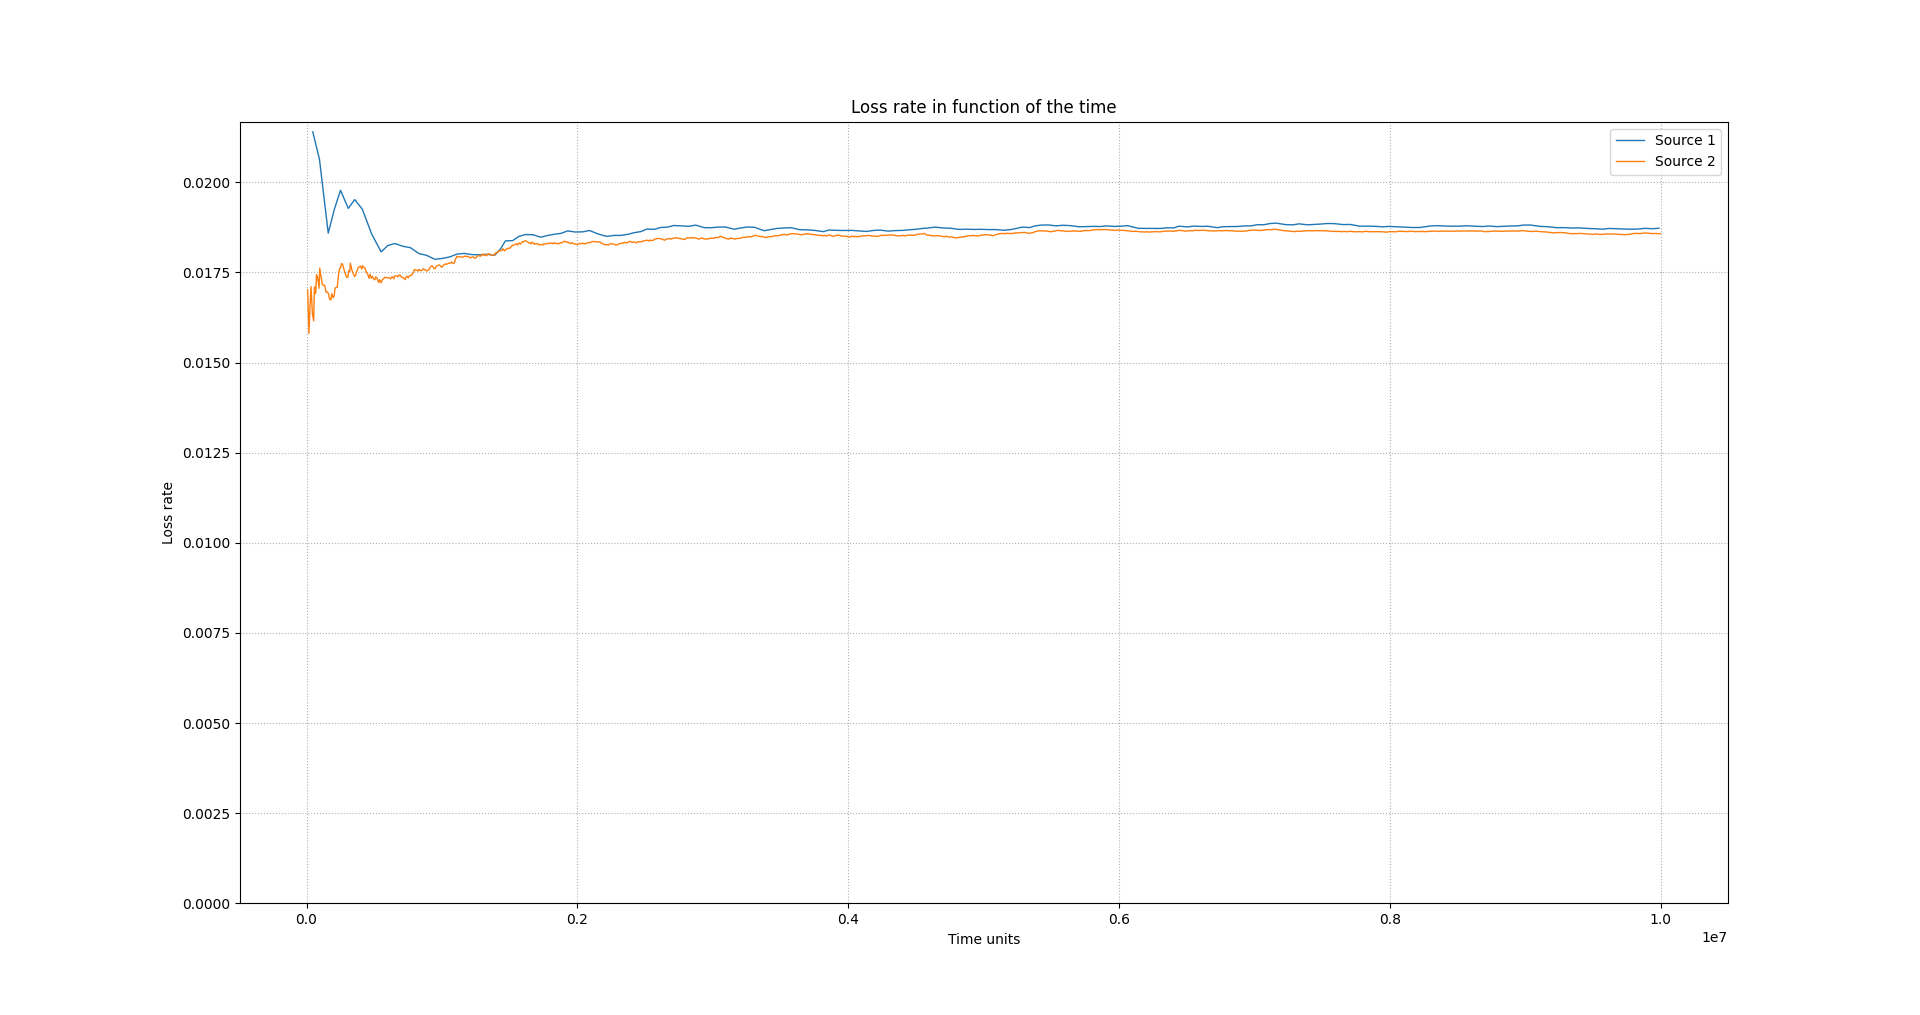 Loss rate in function of the time
Source 1
Source 2
0.0200
0.0175
0.0150
0.0125
0.0100
0.0075
0.0050
0.0025
0.0000
Loss rate
0.0
0.2
0.4
0.6
0.8
1.0
1e7
Time units